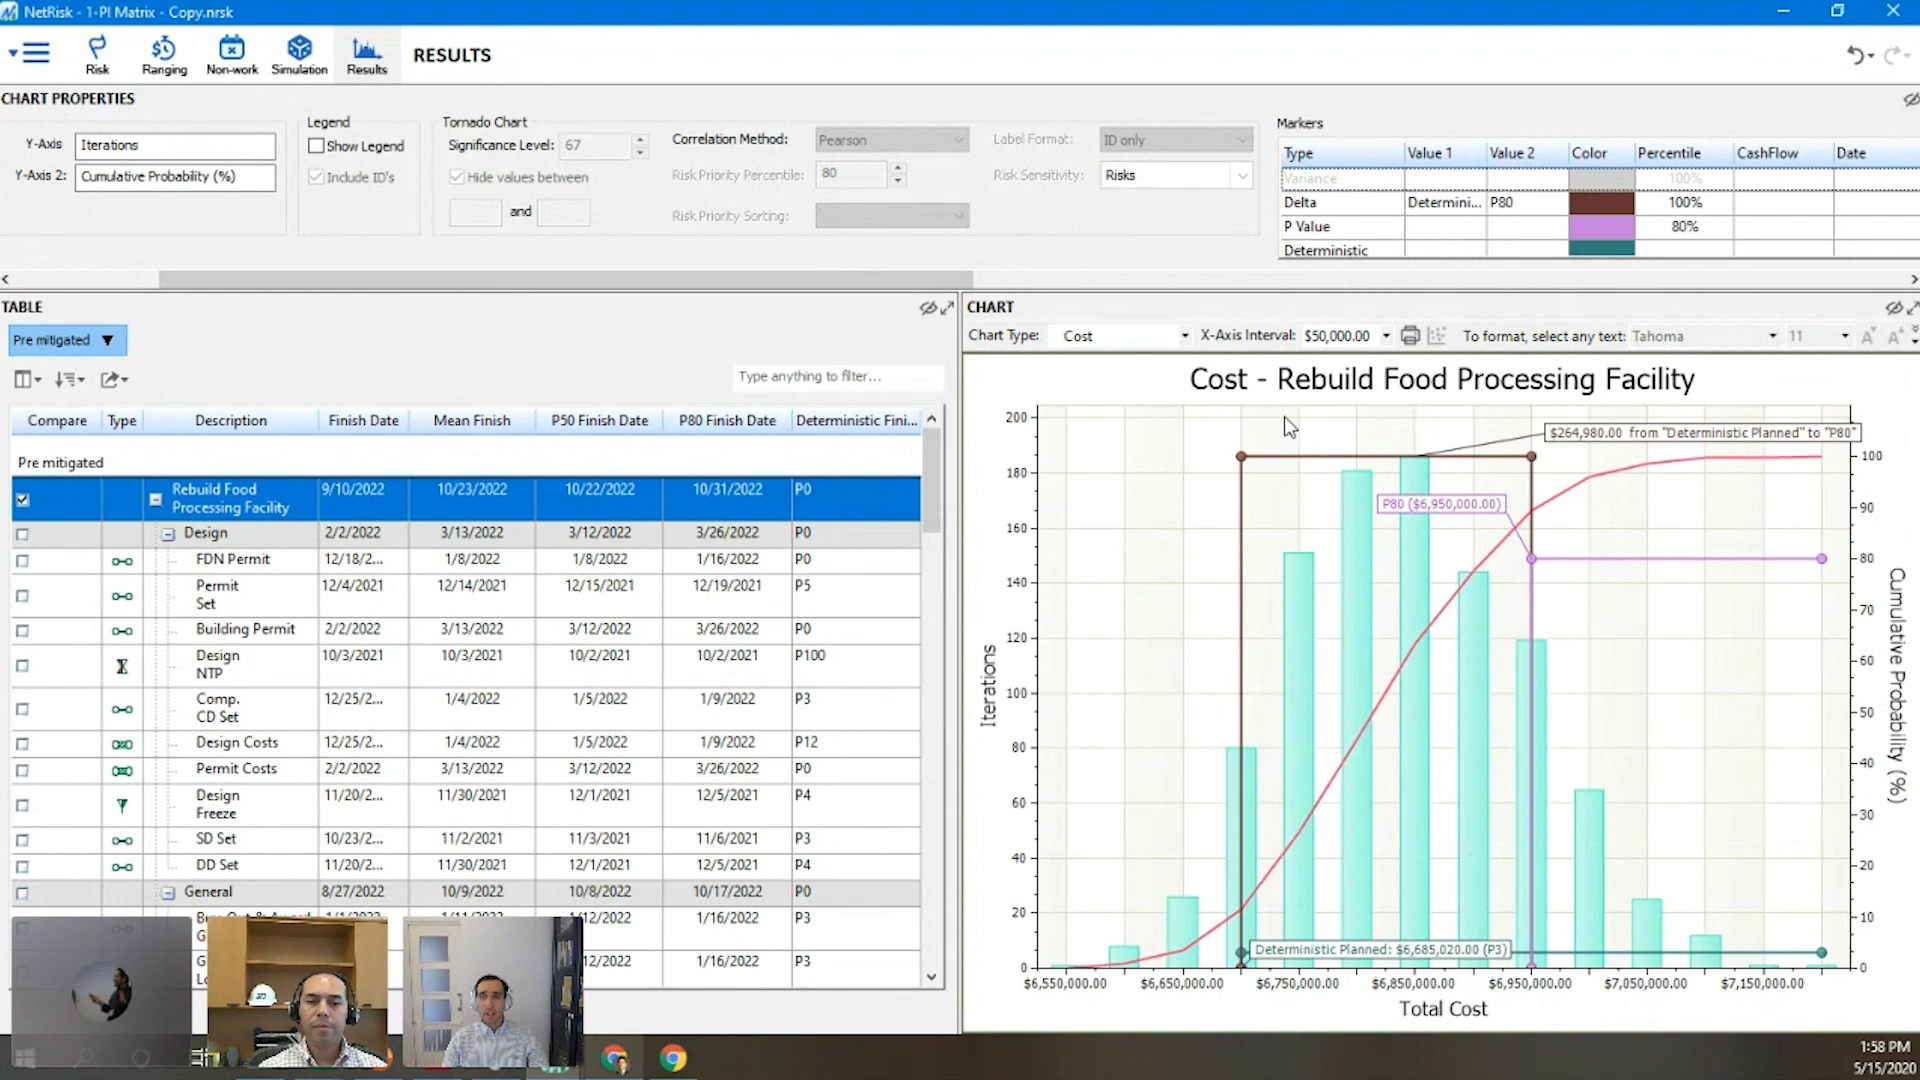 NetRisk - 1-PI Matrix - Copy.nrsk
Risk Ranging Non-work Simulation Results RESULTS
CHART PROPERTIES
Y-Axis Iterations
Y-Axis 2: Cumulative Probability (%)
Legend
Show Legend
Include ID's
Tornado Chart
Significance Level: 67
Hide values between
and
Correlation Method: Pearson
Risk Priority Percentile: 80
Risk Priority Sorting:
Label Format: ID only
Risk Sensitivity: Risks
Markers
Type Value 1 Value 2 Color Percentile CashFlow Date
Variance 100%
Delta Determini... P80 100%
P Value 80%
Deterministic
TABLE
Pre mitigated
Type anything to filter...
Compare Type Description Finish Date Mean Finish P50 Finish Date P80 Finish Date Deterministic Fini...
Pre mitigated
Rebuild Food Processing Facility 9/10/2022 10/23/2022 10/22/2022 10/31/2022 P0
Design 2/2/2022 3/13/2022 3/12/2022 3/26/2022 P0
FDN Permit 12/18/2... 1/8/2022 1/8/2022 1/16/2022 P0
Permit Set 12/4/2021 12/14/2021 12/15/2021 12/19/2021 P5
Building Permit 2/2/2022 3/13/2022 3/12/2022 3/26/2022 P0
Design NTP 10/3/2021 10/3/2021 10/2/2021 10/2/2021 P100
Comp. CD Set 12/25/2... 1/4/2022 1/5/2022 1/9/2022 P3
Design Costs 12/25/2... 1/4/2022 1/5/2022 1/9/2022 P12
Permit Costs 2/2/2022 3/13/2022 3/12/2022 3/26/2022 P0
Design Freeze 11/20/2... 11/30/2021 12/1/2021 12/5/2021 P4
SD Set 10/23/2... 11/2/2021 11/3/2021 11/6/2021 P3
DD Set 11/20/2... 11/30/2021 12/1/2021 12/5/2021 P4
General 8/27/2022 10/9/2022 10/8/2022 10/17/2022 P0
1/16/2022 P3
1/16/2022 P3
CHART
Chart Type: Cost X-Axis Interval: $50,000.00 To format, select any text: Tahoma 11
Cost - Rebuild Food Processing Facility
$264,980.00 from "Deterministic Planned" to "P80"
P80 ($6,950,000.00)
Deterministic Planned: $6,685,020.00 (P3)
Iterations
200
180
160
140
120
100
80
60
40
20
0
Cumulative Probability (%)
100
90
80
70
60
50
40
30
20
10
0
$6,550,000.00 $6,650,000.00 $6,750,000.00 $6,850,000.00 $6,950,000.00 $7,050,000.00 $7,150,000.00
Total Cost
1:58 PM
5/15/2020